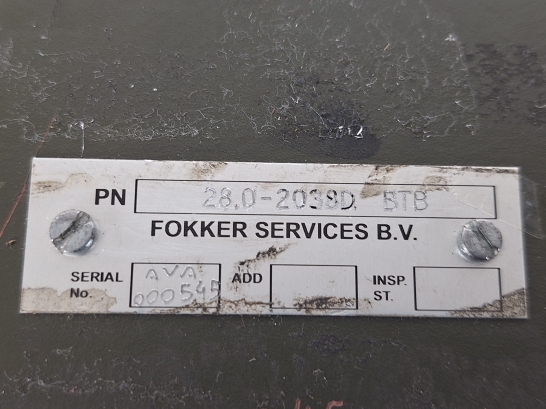 PN 28.0-2038D BTB
FOKKER SERVICES B.V.
SERIAL No. AVA 000545 ADD INSP. ST.